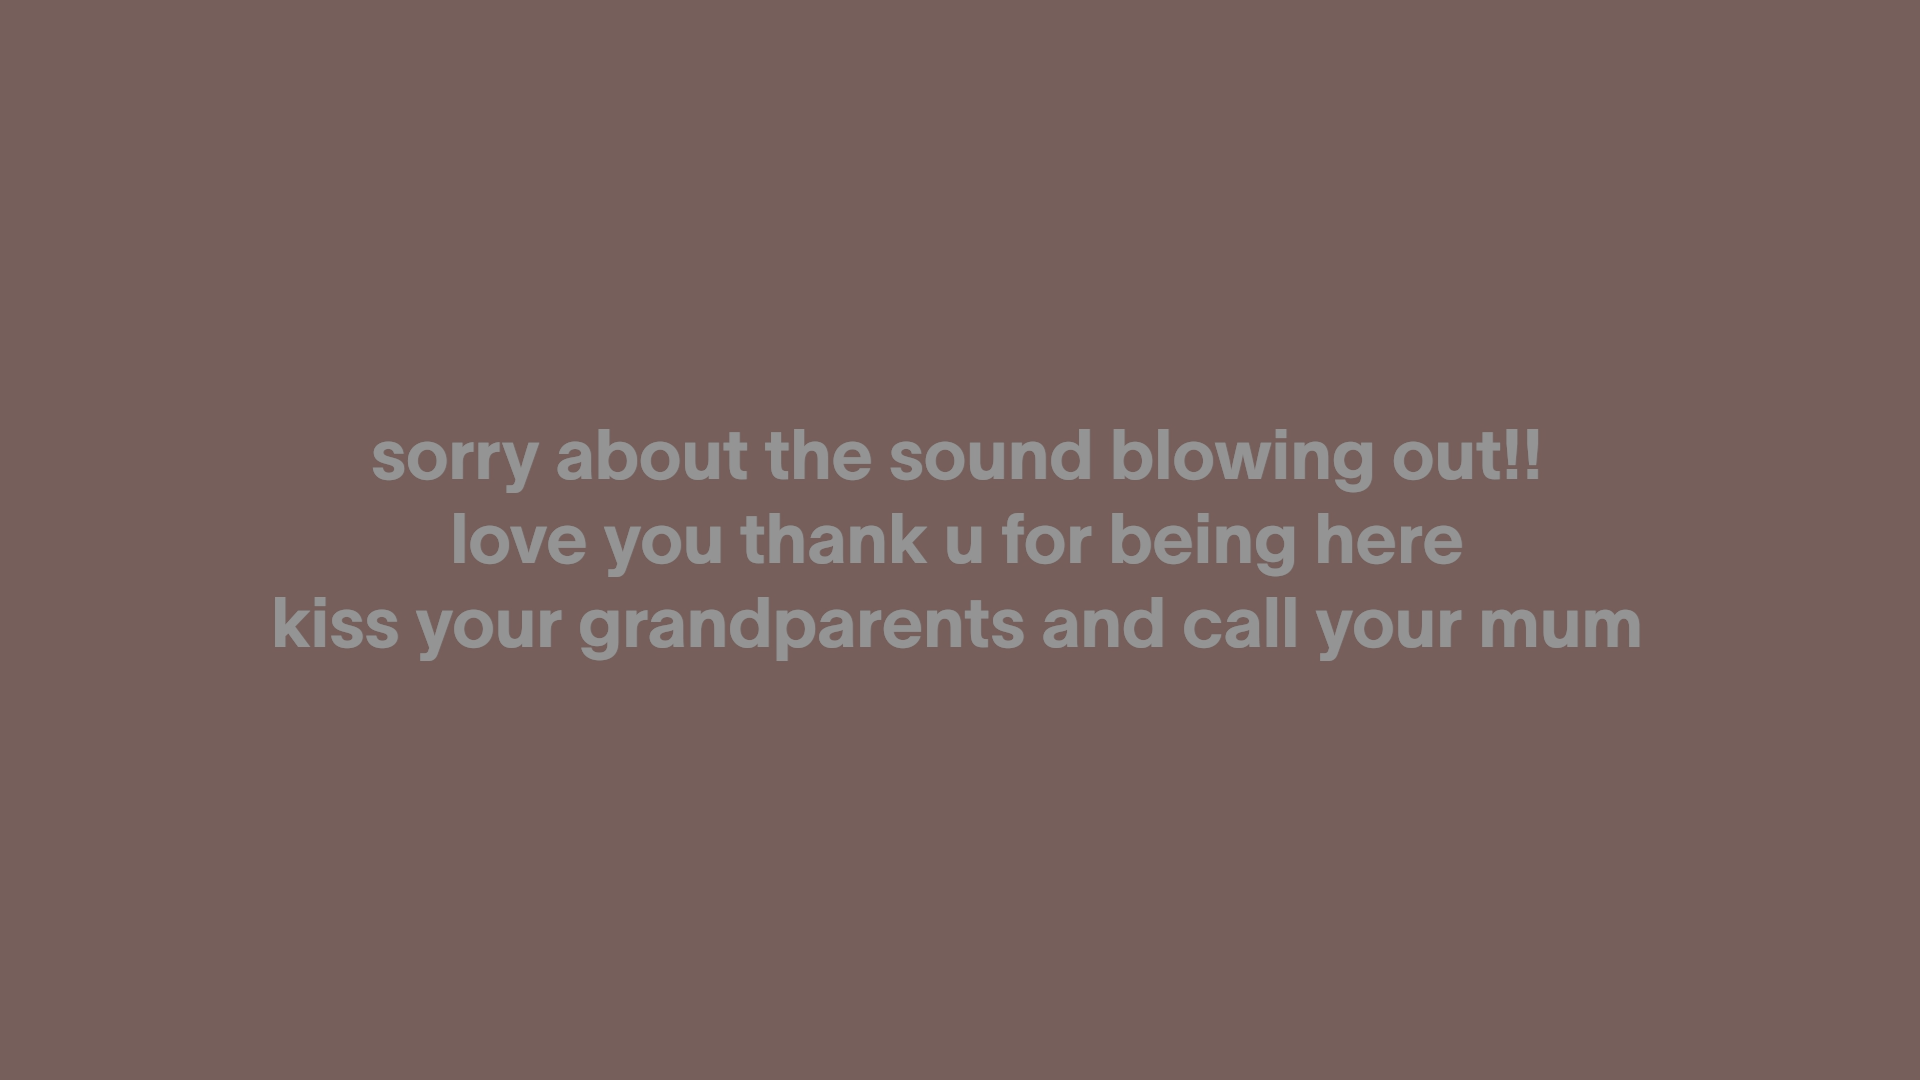 sorry about the sound blowing out!!
love you thank u for being here
kiss your grandparents and call your mum